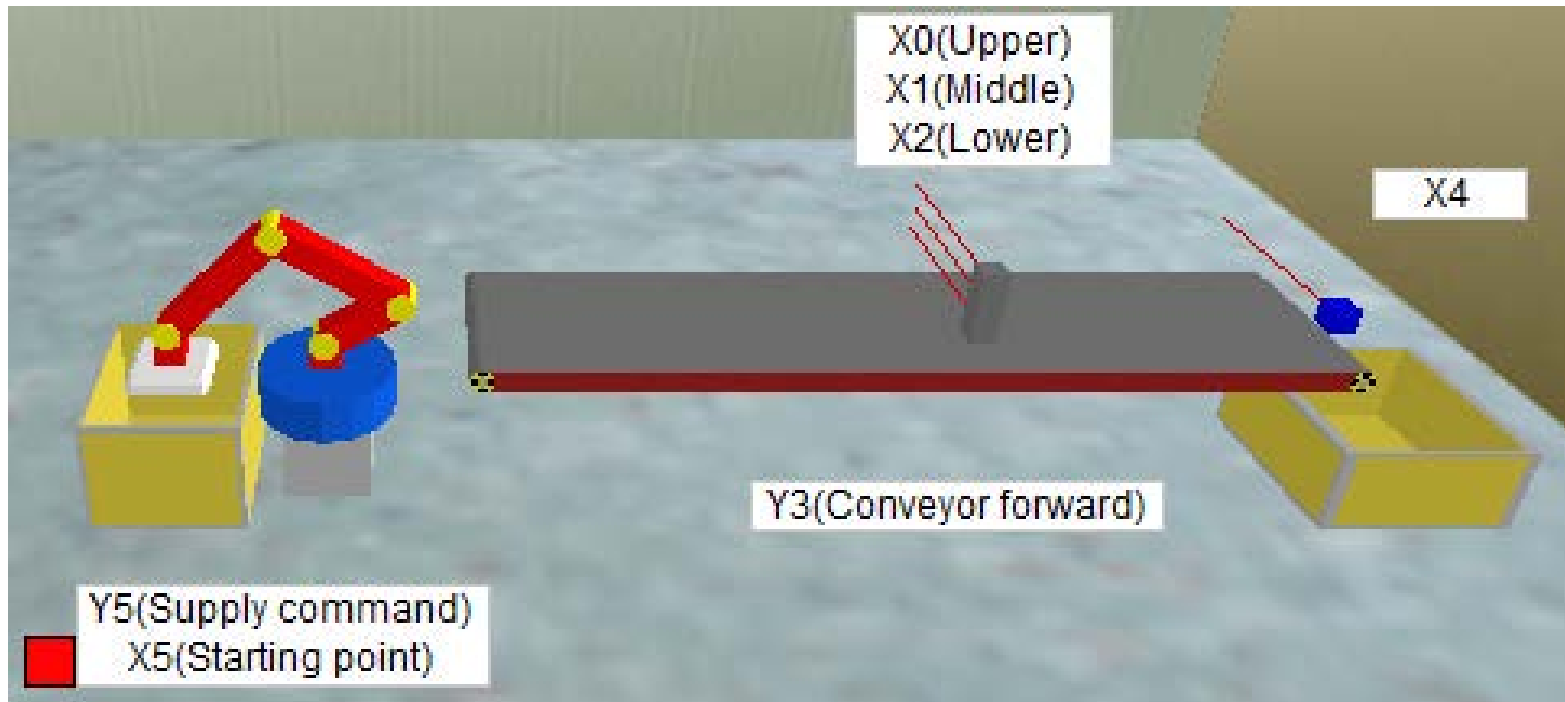 X0(Upper)
X1(Middle)
X2(Lower)
X4
Y3(Conveyor forward)
Y5(Supply command)
X5(Starting point)